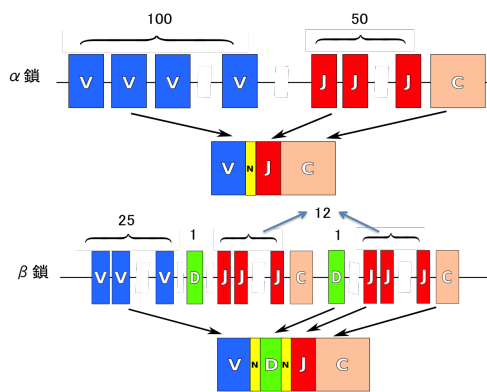 100
50
α鎖
V V V V J J J C
V N J C
12
25
1
1
β鎖
V V V D J J J C D J J J C
V N D N J C